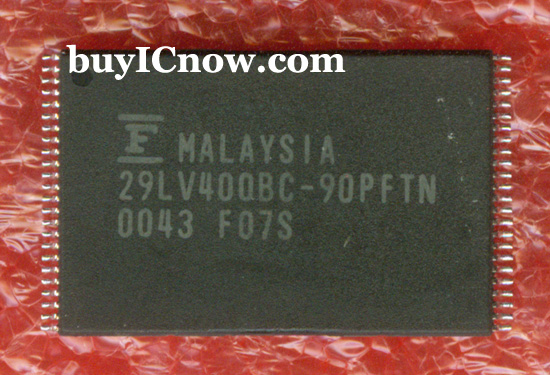 buyICnow.com
F MALAYSIA
29LV400BC-90PFTN
0043 F07S